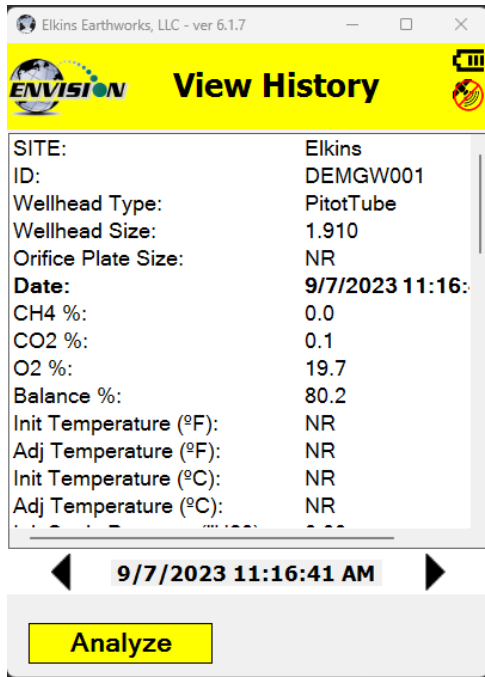 Elkins Earthworks, LLC - ver 6.1.7
ENVISION
View History
SITE: Elkins
ID: DEMGW001
Wellhead Type: PitotTube
Wellhead Size: 1.910
Orifice Plate Size: NR
Date: 9/7/2023 11:16:
CH4 %: 0.0
CO2 %: 0.1
O2 %: 19.7
Balance %: 80.2
Init Temperature (ºF): NR
Adj Temperature (ºF): NR
Init Temperature (ºC): NR
Adj Temperature (ºC): NR
9/7/2023 11:16:41 AM
Analyze